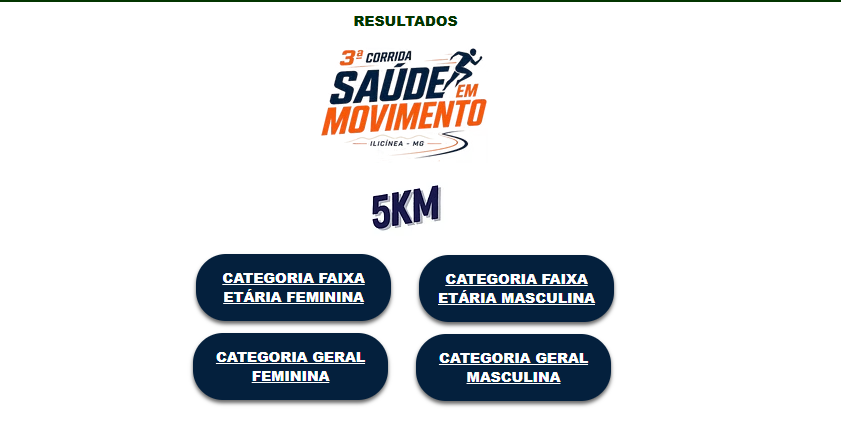 RESULTADOS
3ª CORRIDA
SAÚDE EM
MOVIMENTO
ILICÍNEA - MG
5KM
CATEGORIA FAIXA
ETÁRIA FEMININA
CATEGORIA FAIXA
ETÁRIA MASCULINA
CATEGORIA GERAL
FEMININA
CATEGORIA GERAL
MASCULINA